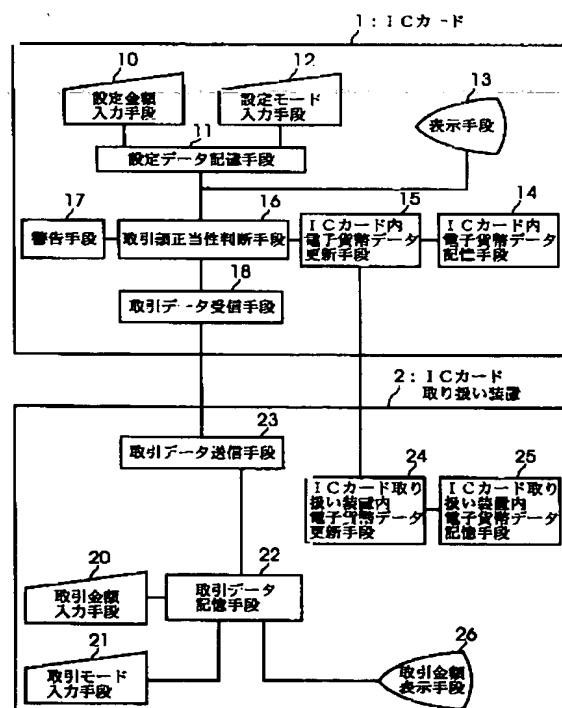 1：ＩＣカード
10
12
13
設定金額
入力手段
設定モード
入力手段
表示手段
11
設定データ記憶手段
17
16
15
14
警告手段
取引額正当性判断手段
ＩＣカード内
電子貨幣データ
更新手段
ＩＣカード内
電子貨幣データ
記憶手段
18
取引データ受信手段
2：ＩＣカード
取り扱い装置
23
取引データ送信手段
24
25
ＩＣカード取り
扱い装置内
電子貨幣データ
更新手段
ＩＣカード取り
扱い装置内
電子貨幣データ
記憶手段
20
22
取引金額
入力手段
取引データ
記憶手段
21
26
取引モード
入力手段
取引金額
表示手段